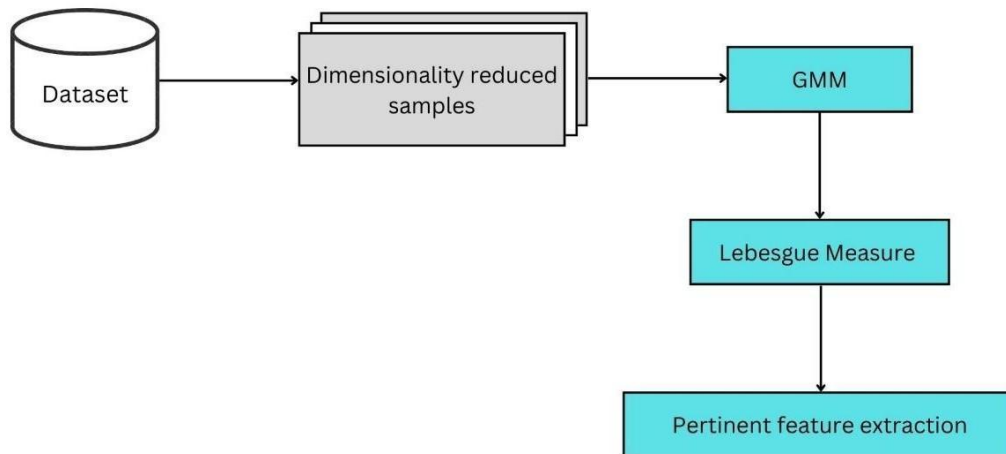 Dataset
Dimensionality reduced
samples
GMM
Lebesgue Measure
Pertinent feature extraction